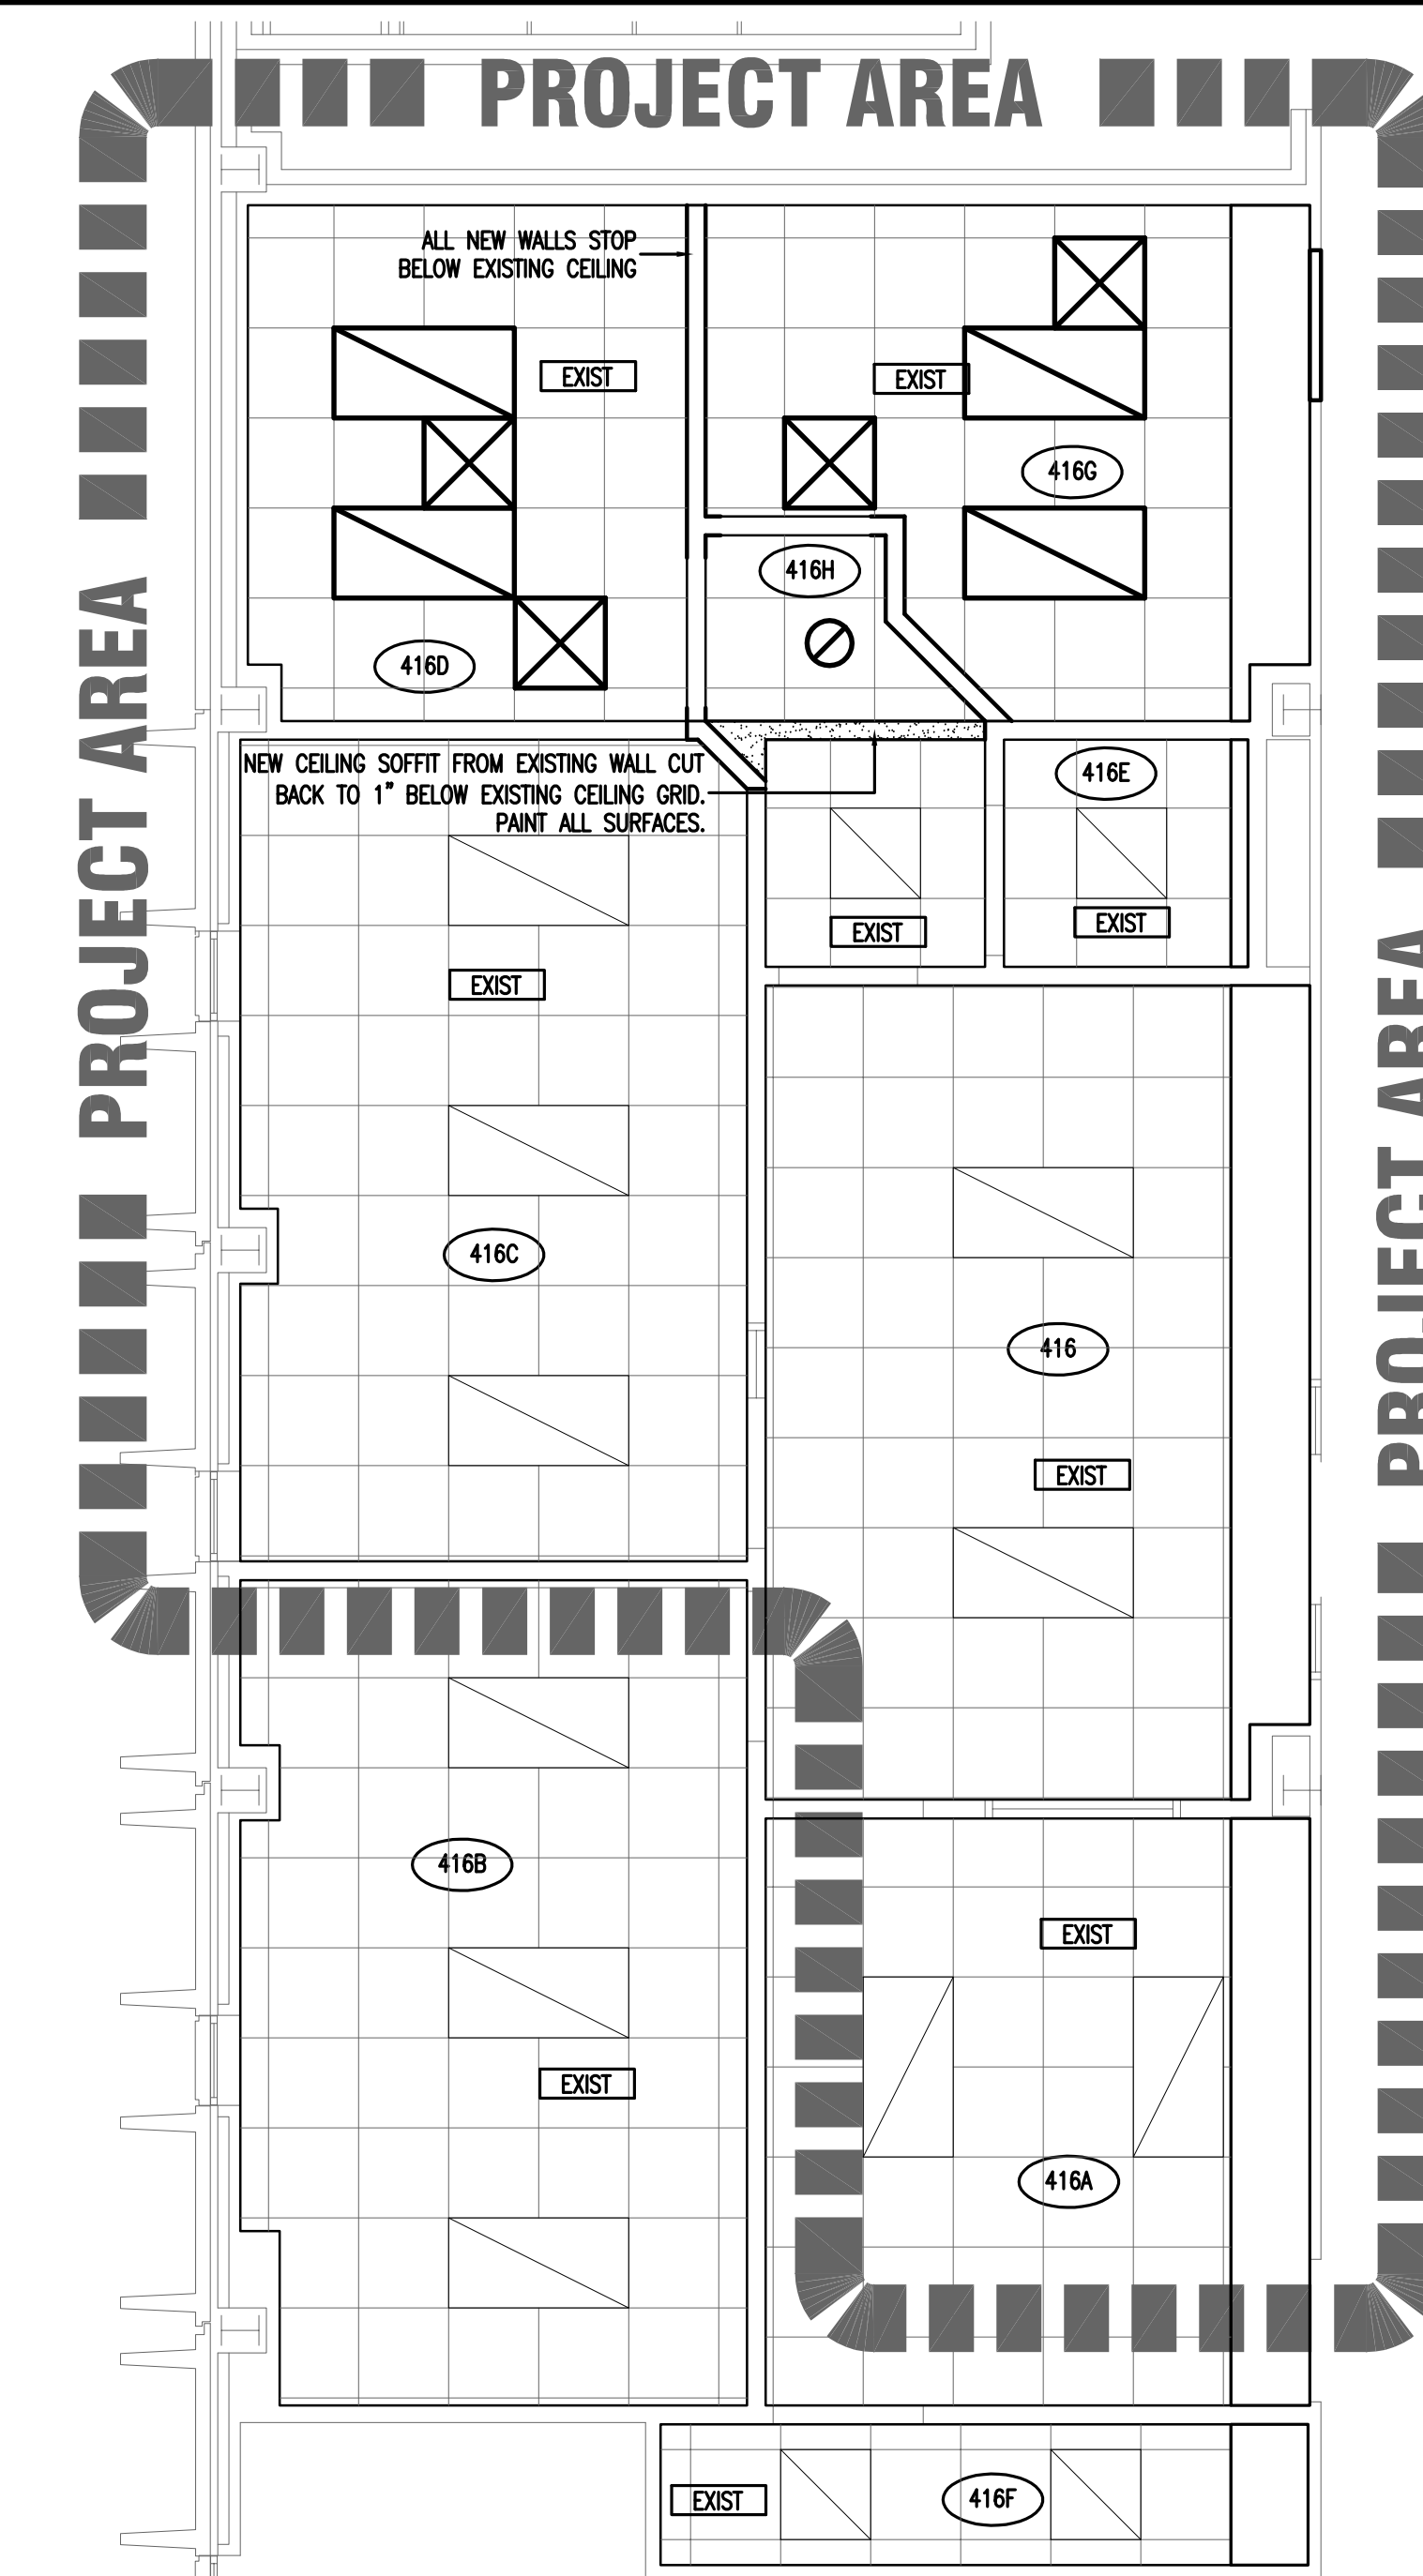 PROJECT AREA
ALL NEW WALLS STOP
BELOW EXISTING CEILING
EXIST
EXIST
416G
416H
416D
PROJECT AREA
NEW CEILING SOFFIT FROM EXISTING WALL CUT
BACK TO 1" BELOW EXISTING CEILING GRID.
PAINT ALL SURFACES.
416E
EXIST
EXIST
EXIST
PROJECT AREA
416C
416
EXIST
416B
EXIST
EXIST
416A
EXIST
416F